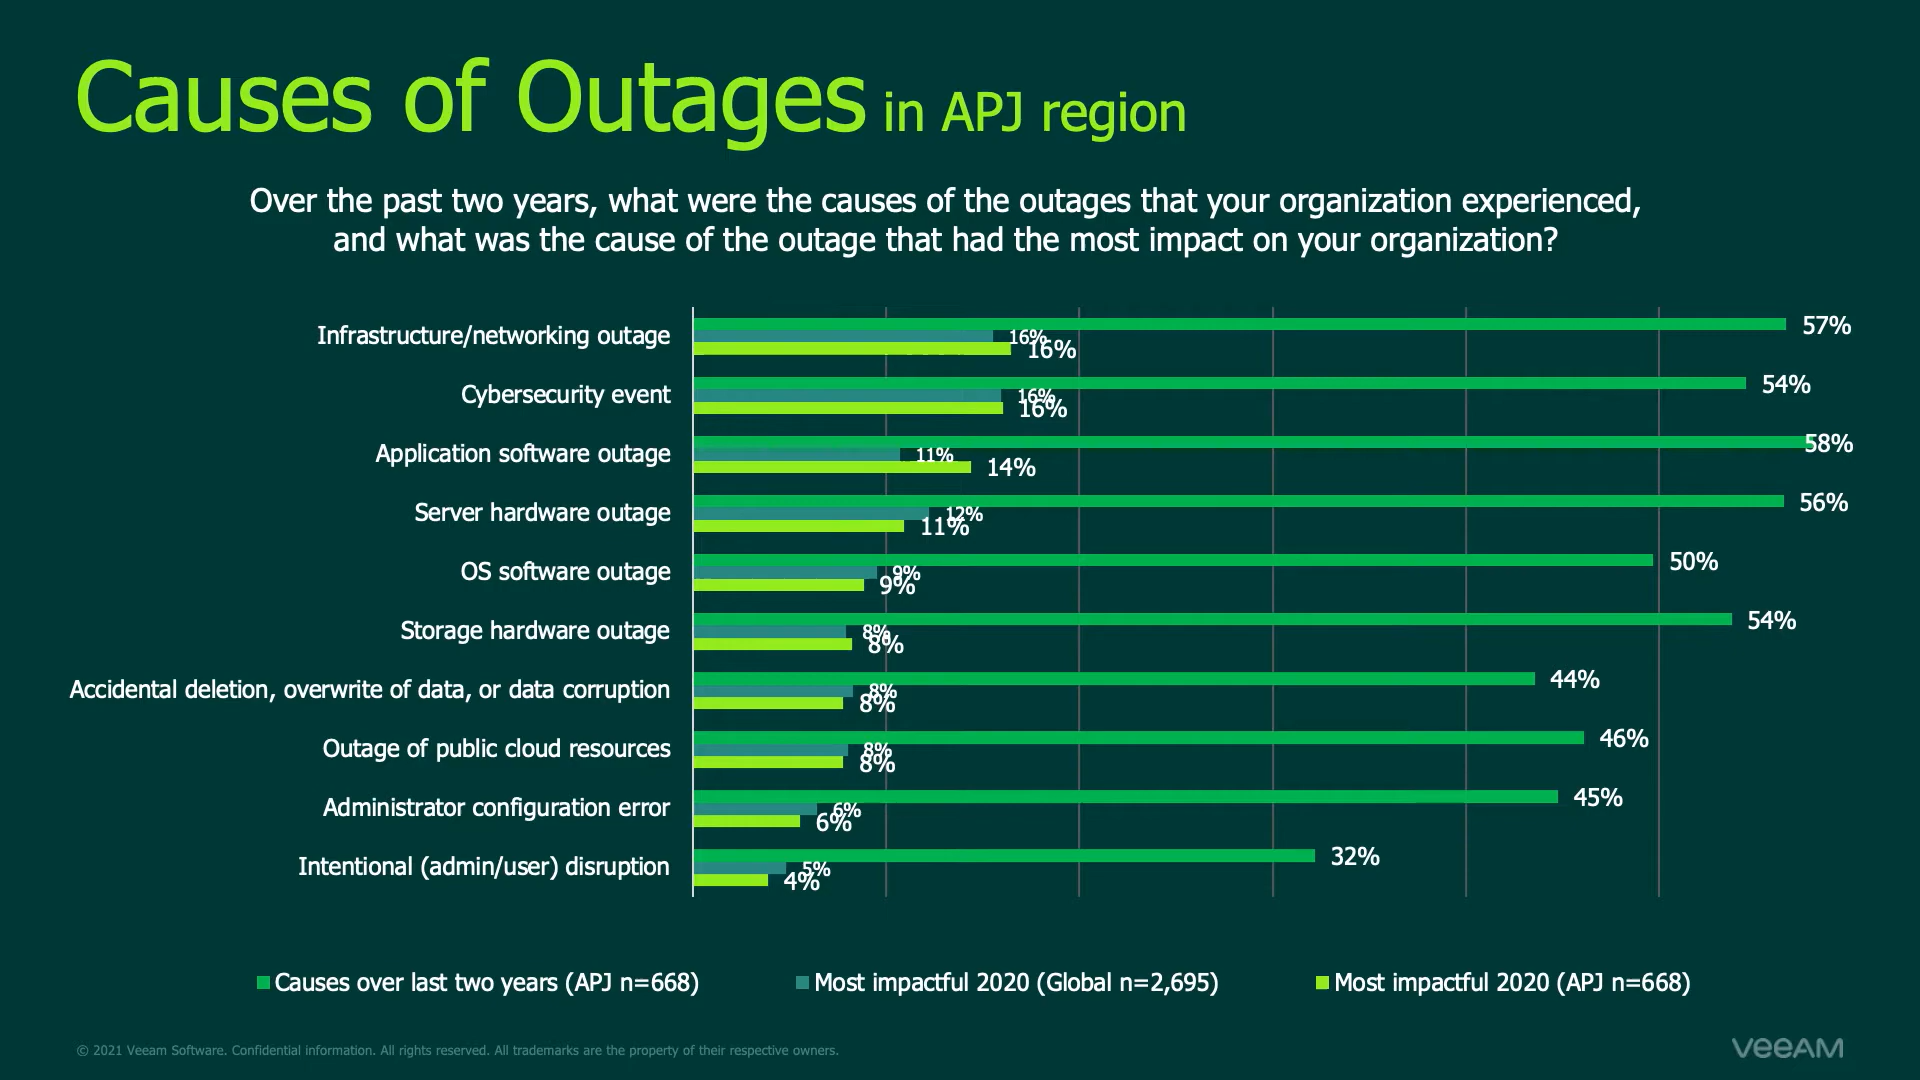 Causes of Outages in APJ region
Over the past two years, what were the causes of the outages that your organization experienced,
and what was the cause of the outage that had the most impact on your organization?
Infrastructure/networking outage
57%
16%
16%
Cybersecurity event
54%
16%
16%
Application software outage
58%
11%
14%
Server hardware outage
56%
12%
11%
OS software outage
50%
9%
9%
Storage hardware outage
54%
8%
8%
Accidental deletion, overwrite of data, or data corruption
44%
8%
8%
Outage of public cloud resources
46%
8%
8%
Administrator configuration error
45%
6%
6%
Intentional (admin/user) disruption
32%
5%
4%
Causes over last two years (APJ n=668)
Most impactful 2020 (Global n=2,695)
Most impactful 2020 (APJ n=668)
© 2021 Veeam Software. Confidential information. All rights reserved. All trademarks are the property of their respective owners.
veeAM